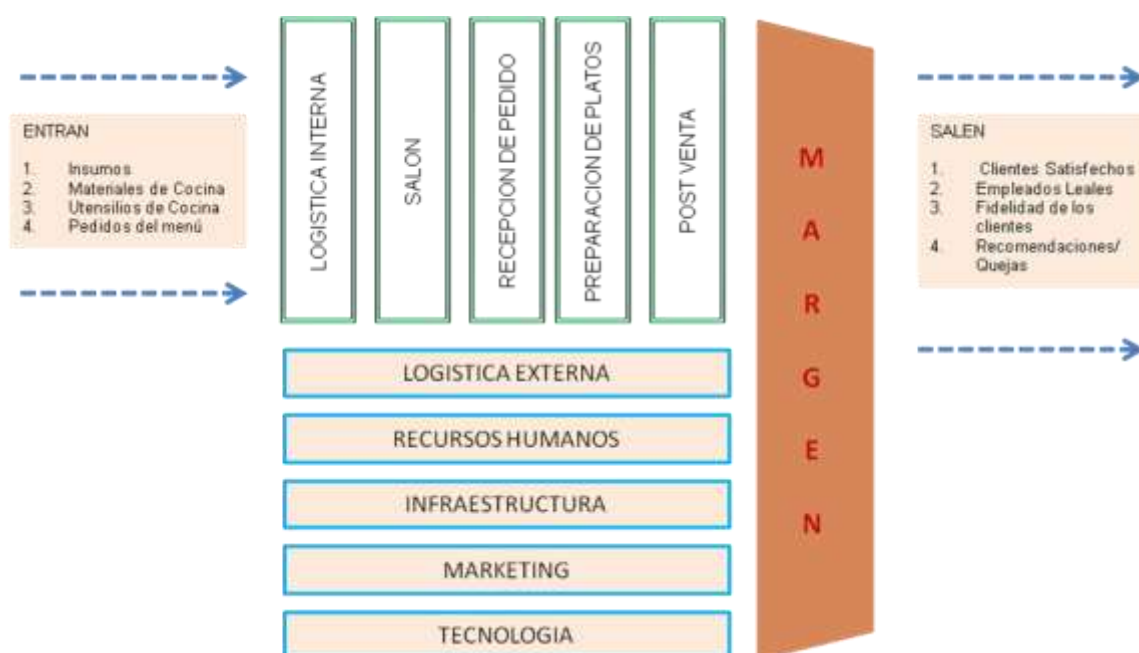 ENTRAN
1. Insumos
2. Materiales de Cocina
3. Utensilios de Cocina
4. Pedidos del menú
LOGISTICA INTERNA
SALON
RECEPCION DE PEDIDO
PREPARACION DE PLATOS
POST VENTA
LOGISTICA EXTERNA
RECURSOS HUMANOS
INFRAESTRUCTURA
MARKETING
TECNOLOGIA
M
A
R
G
E
N
SALEN
1. Clientes Satisfechos
2. Empleados Leales
3. Fidelidad de los
clientes
4. Recomendaciones/
Quejas